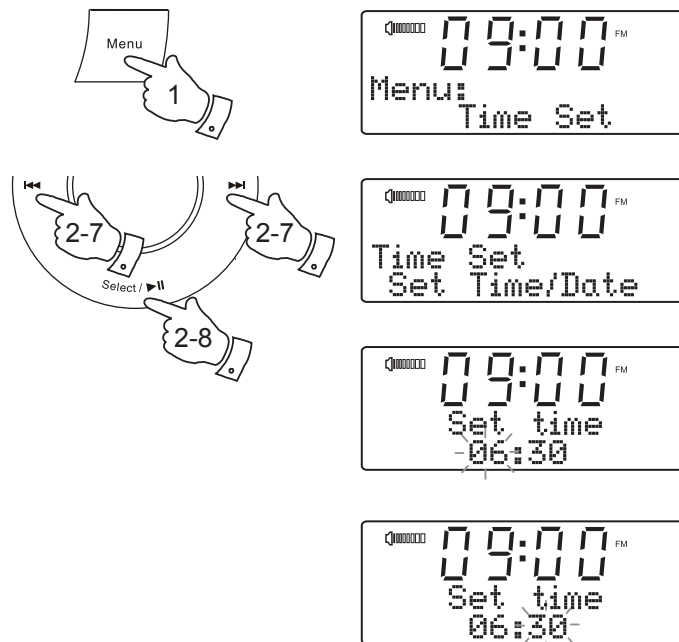 Menu
1
09:00 FM
Menu:
Time Set
2-7
2-7
Select /
2-8
09:00 FM
Time Set
Set Time/Date
09:00 FM
Set time
06:30
09:00 FM
Set time
06:30